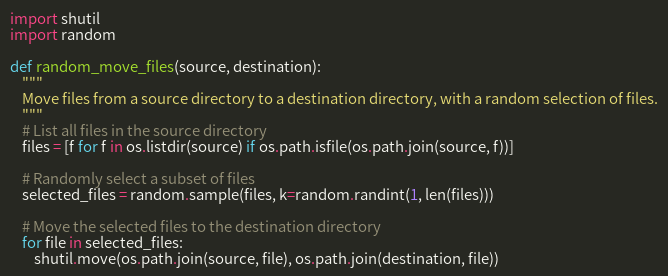 import shutil
import random

def random_move_files(source, destination):
    """
    Move files from a source directory to a destination directory, with a random selection of files.
    """
    # List all files in the source directory
    files = [f for f in os.listdir(source) if os.path.isfile(os.path.join(source, f))]

    # Randomly select a subset of files
    selected_files = random.sample(files, k=random.randint(1, len(files)))

    # Move the selected files to the destination directory
    for file in selected_files:
        shutil.move(os.path.join(source, file), os.path.join(destination, file))